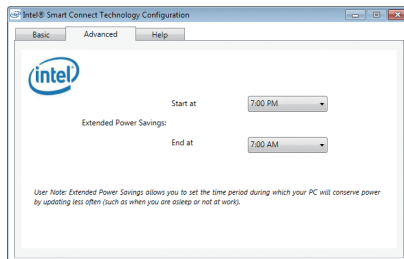 Intel® Smart Connect Technology Configuration
Basic Advanced Help
intel
Start at 7:00 PM
Extended Power Savings:
End at 7:00 AM
User Note: Extended Power Savings allows you to set the time period during which your PC will conserve power
by updating less often (such as when you are asleep or not at work).